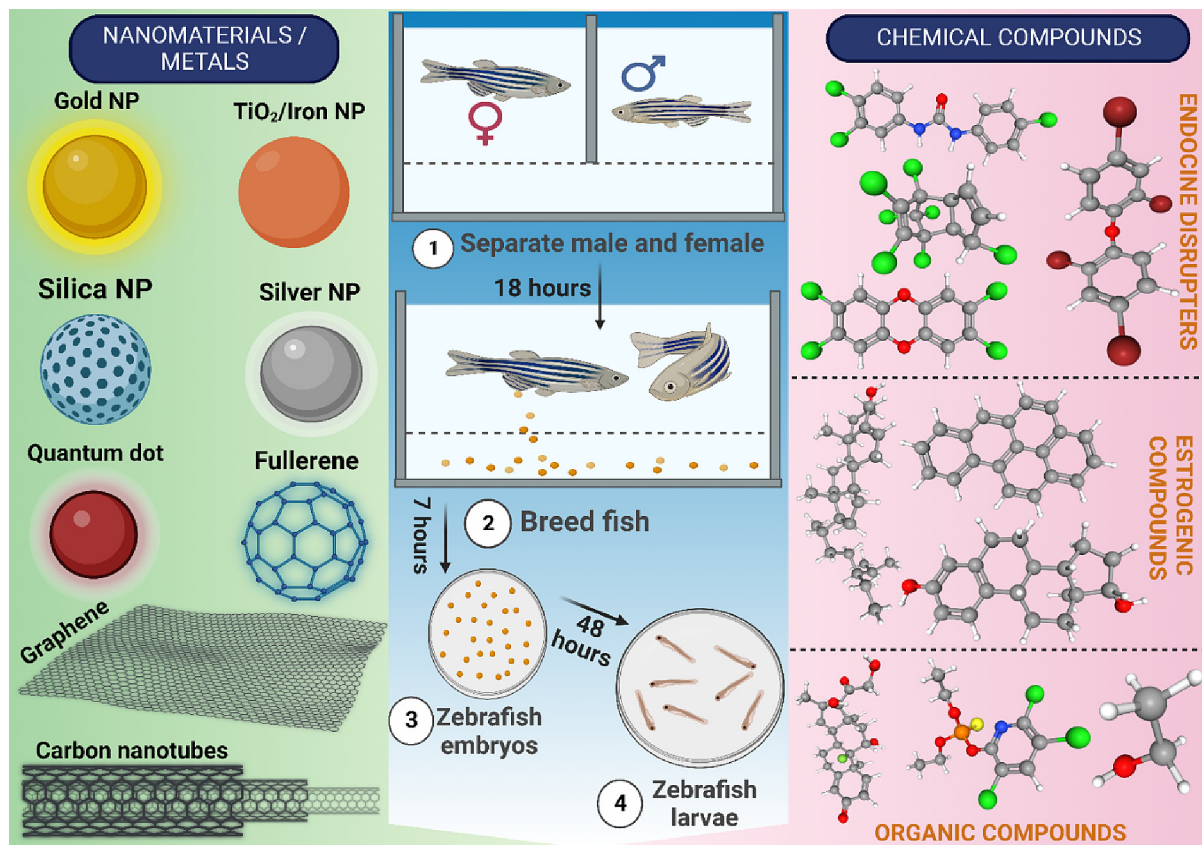 NANOMATERIALS /
METALS
Gold NP
TiO₂/Iron NP
Silica NP
Silver NP
Quantum dot
Fullerene
Graphene
Carbon nanotubes
1 Separate male and female
18 hours
2 Breed fish
7 hours
48
hours
3 Zebrafish
embryos
4 Zebrafish
larvae
CHEMICAL COMPOUNDS
ENDOCINE DISRUPTERS
ESTROGENIC
COMPOUNDS
ORGANIC COMPOUNDS